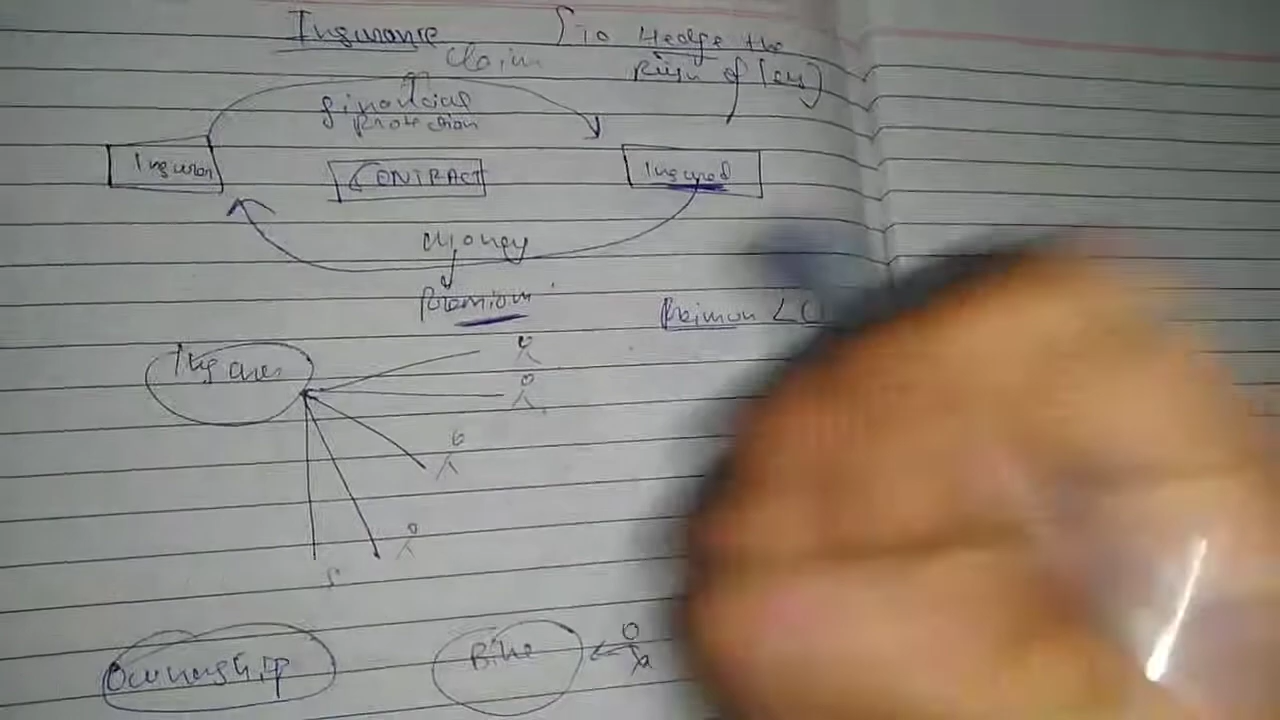 Insurance [to Hedge the
Claim Risk of loss]
financial
Protection
Insurer CONTRACT Insured
Money
Premium
Premium <
Insurer
Ownership Bike